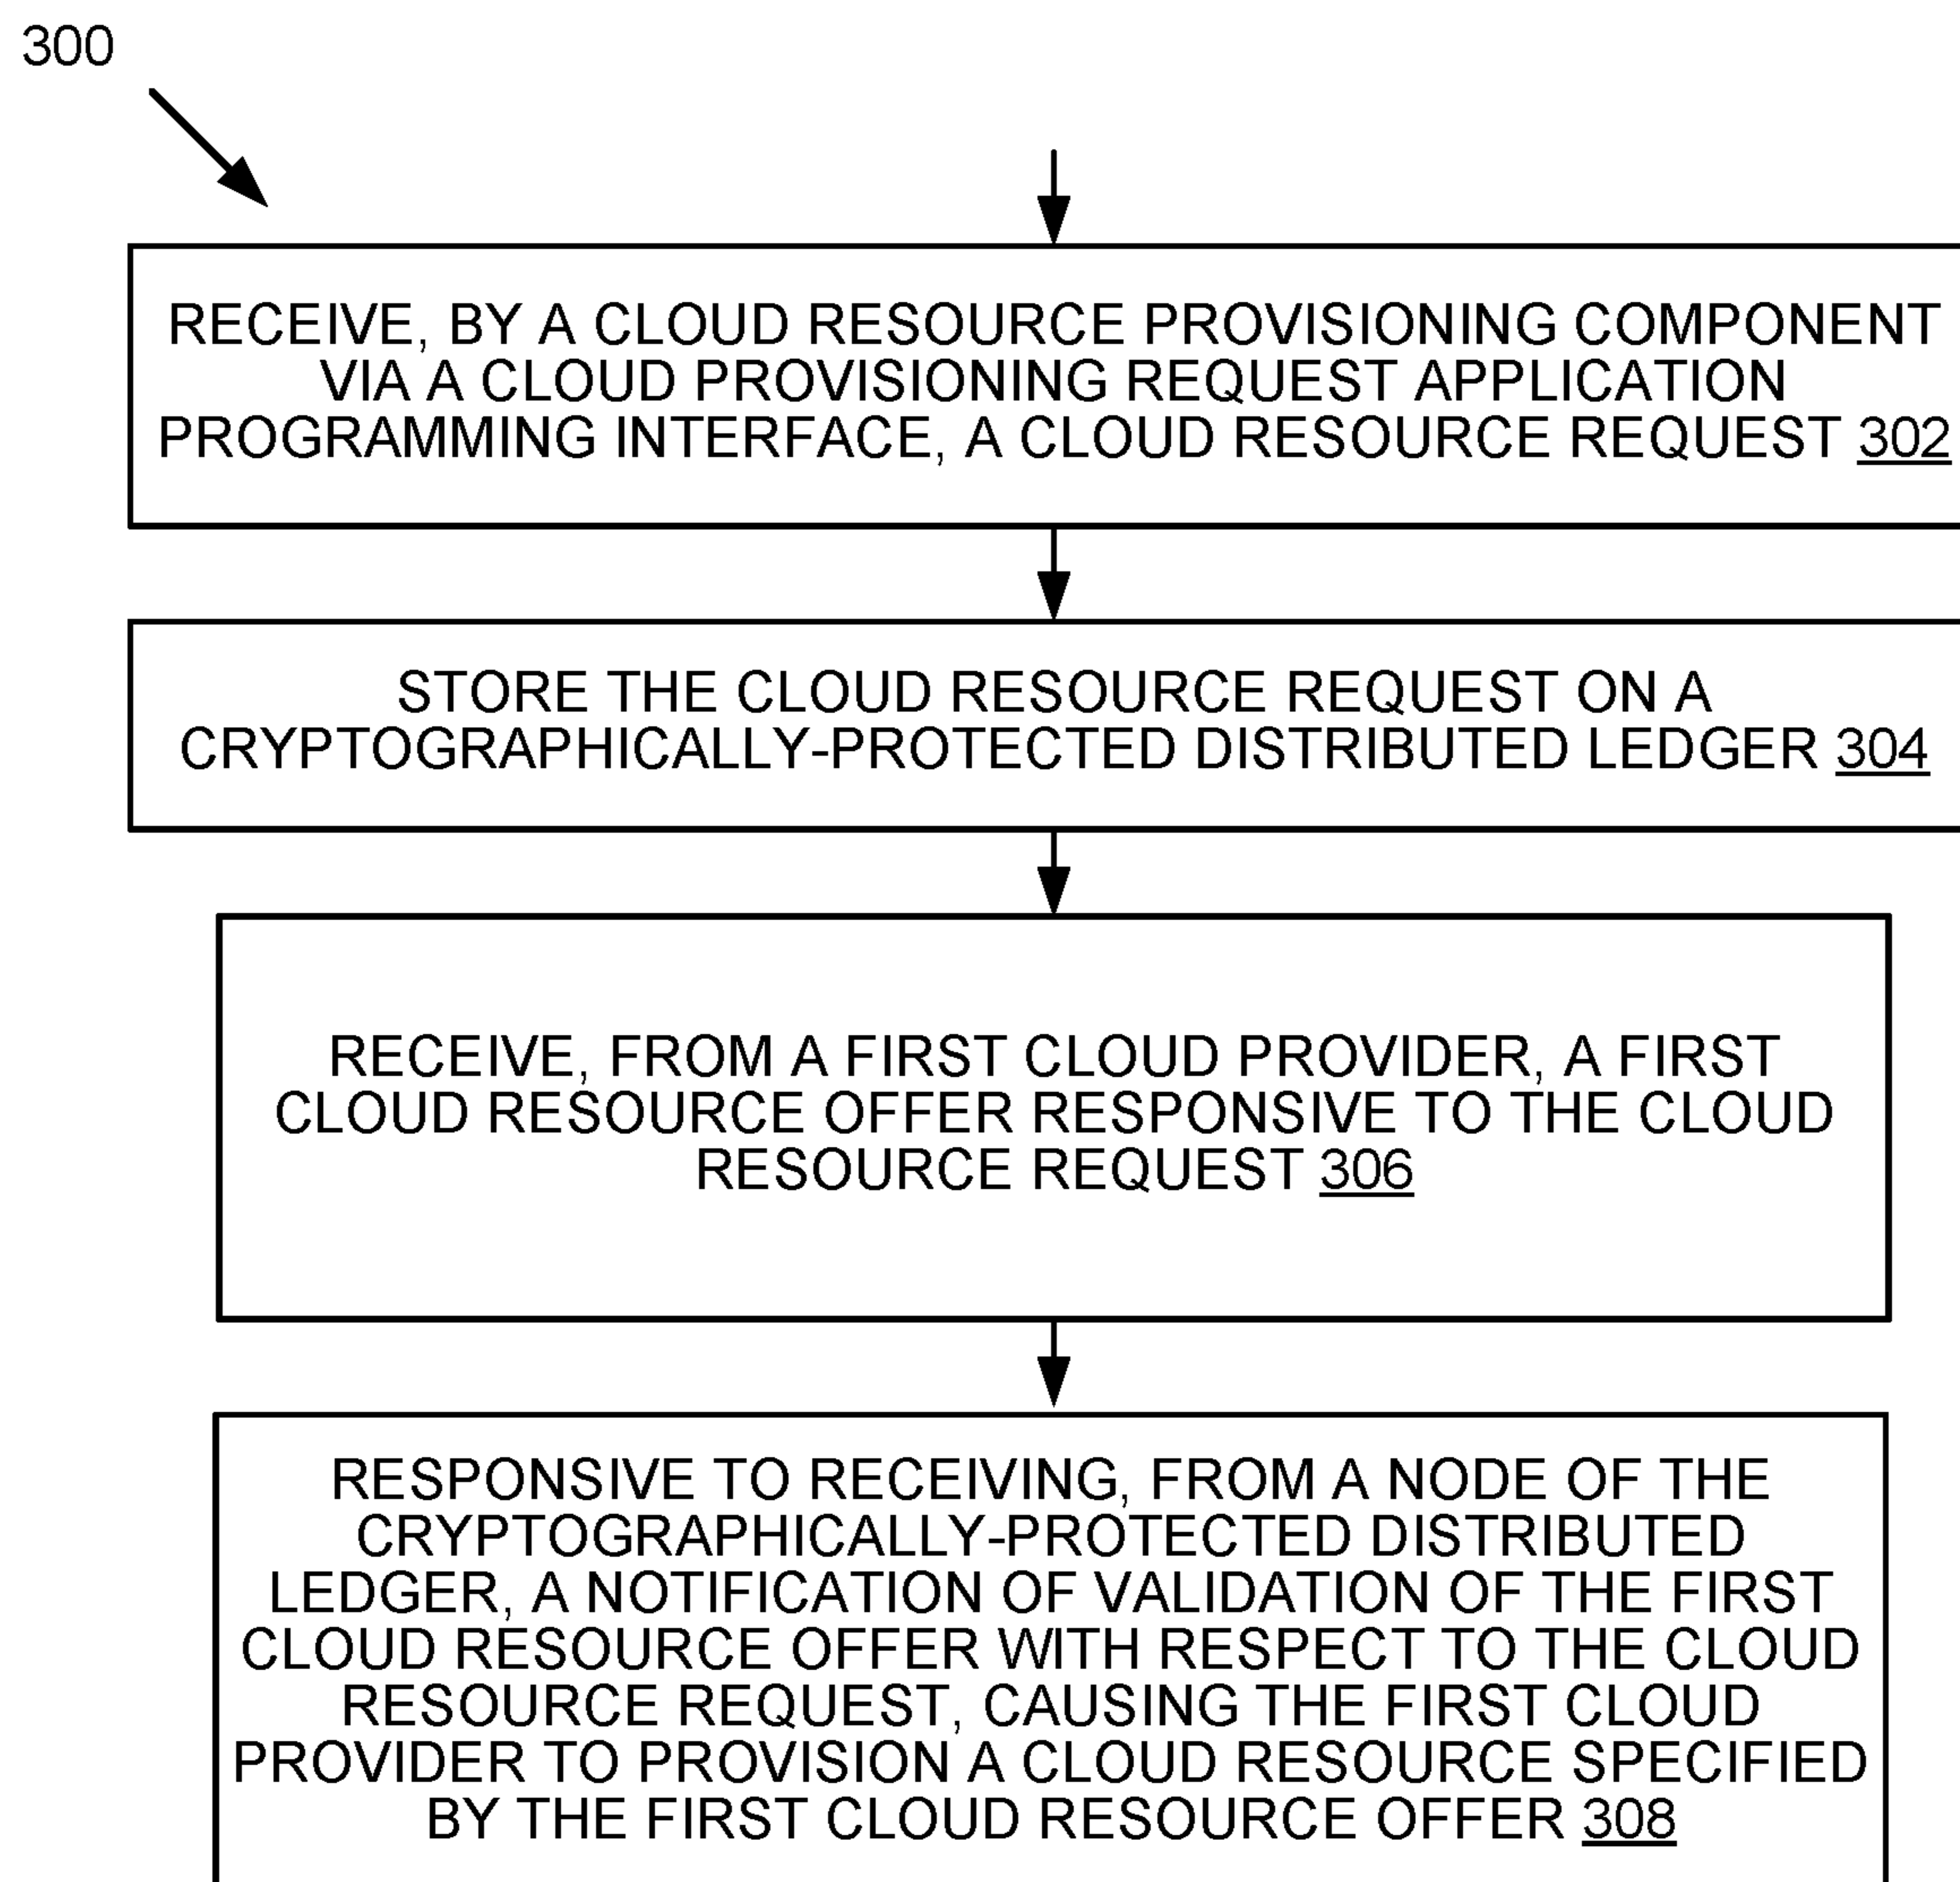 300
RECEIVE, BY A CLOUD RESOURCE PROVISIONING COMPONENT
VIA A CLOUD PROVISIONING REQUEST APPLICATION
PROGRAMMING INTERFACE, A CLOUD RESOURCE REQUEST 302
STORE THE CLOUD RESOURCE REQUEST ON A
CRYPTOGRAPHICALLY-PROTECTED DISTRIBUTED LEDGER 304
RECEIVE, FROM A FIRST CLOUD PROVIDER, A FIRST
CLOUD RESOURCE OFFER RESPONSIVE TO THE CLOUD
RESOURCE REQUEST 306
RESPONSIVE TO RECEIVING, FROM A NODE OF THE
CRYPTOGRAPHICALLY-PROTECTED DISTRIBUTED
LEDGER, A NOTIFICATION OF VALIDATION OF THE FIRST
CLOUD RESOURCE OFFER WITH RESPECT TO THE CLOUD
RESOURCE REQUEST, CAUSING THE FIRST CLOUD
PROVIDER TO PROVISION A CLOUD RESOURCE SPECIFIED
BY THE FIRST CLOUD RESOURCE OFFER 308